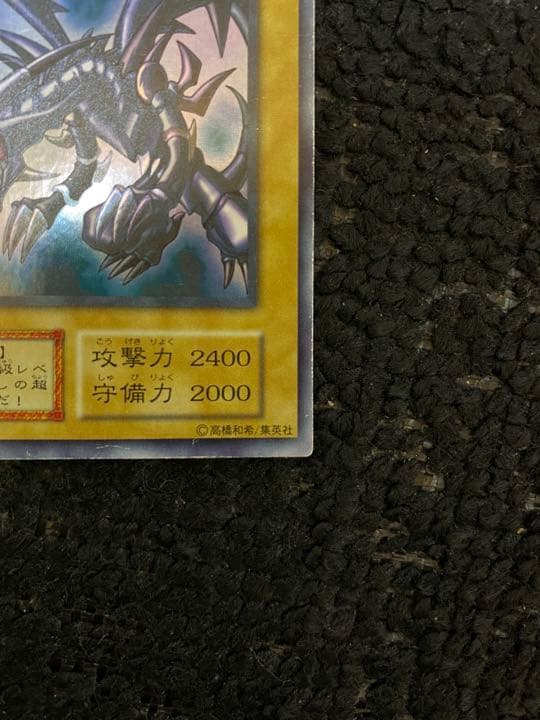 】
級レベ
しの超
だ！
こう げき りょく
攻撃力 2400
しゅ び りょく
守備力 2000
©高橋和希/集英社